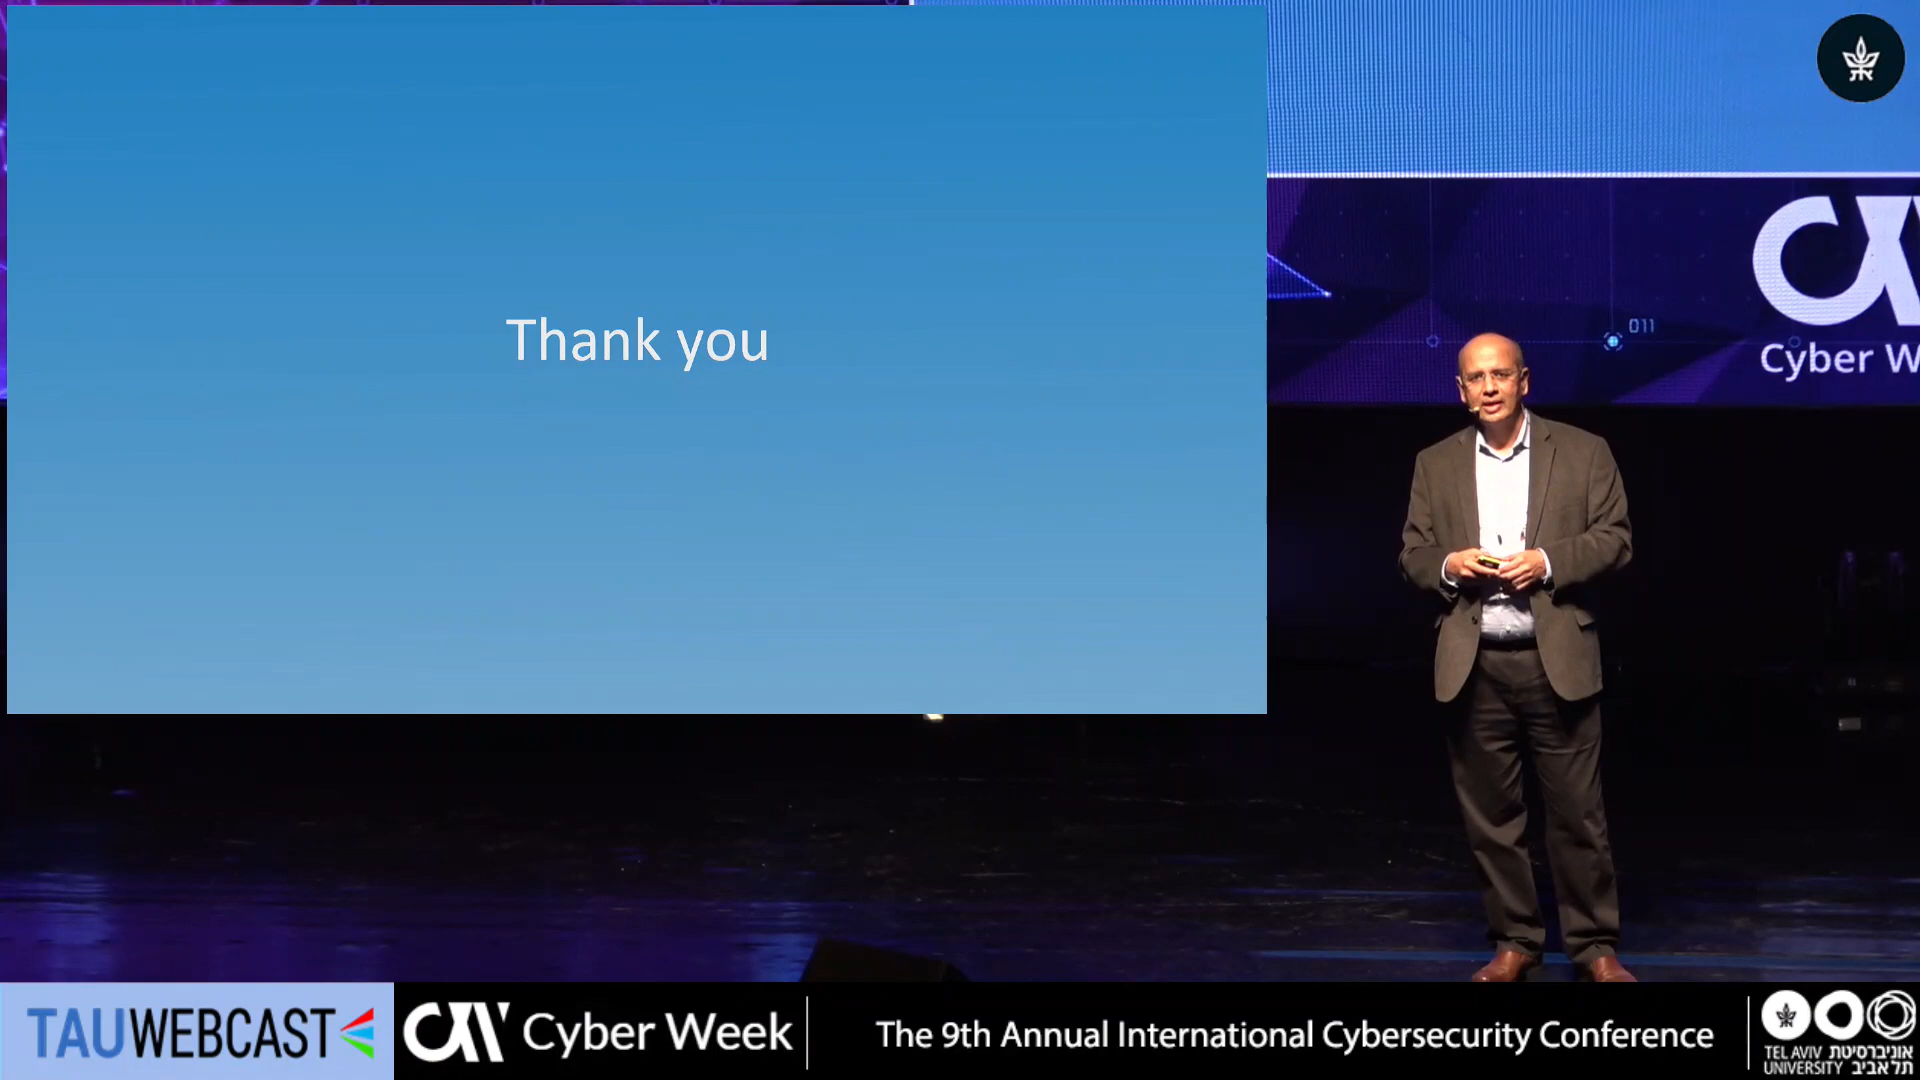 Thank you
011
Cyber W
TAUWEBCAST
Cyber Week
The 9th Annual International Cybersecurity Conference
TEL AVIV אוניברסיטת
UNIVERSITY תל אביב